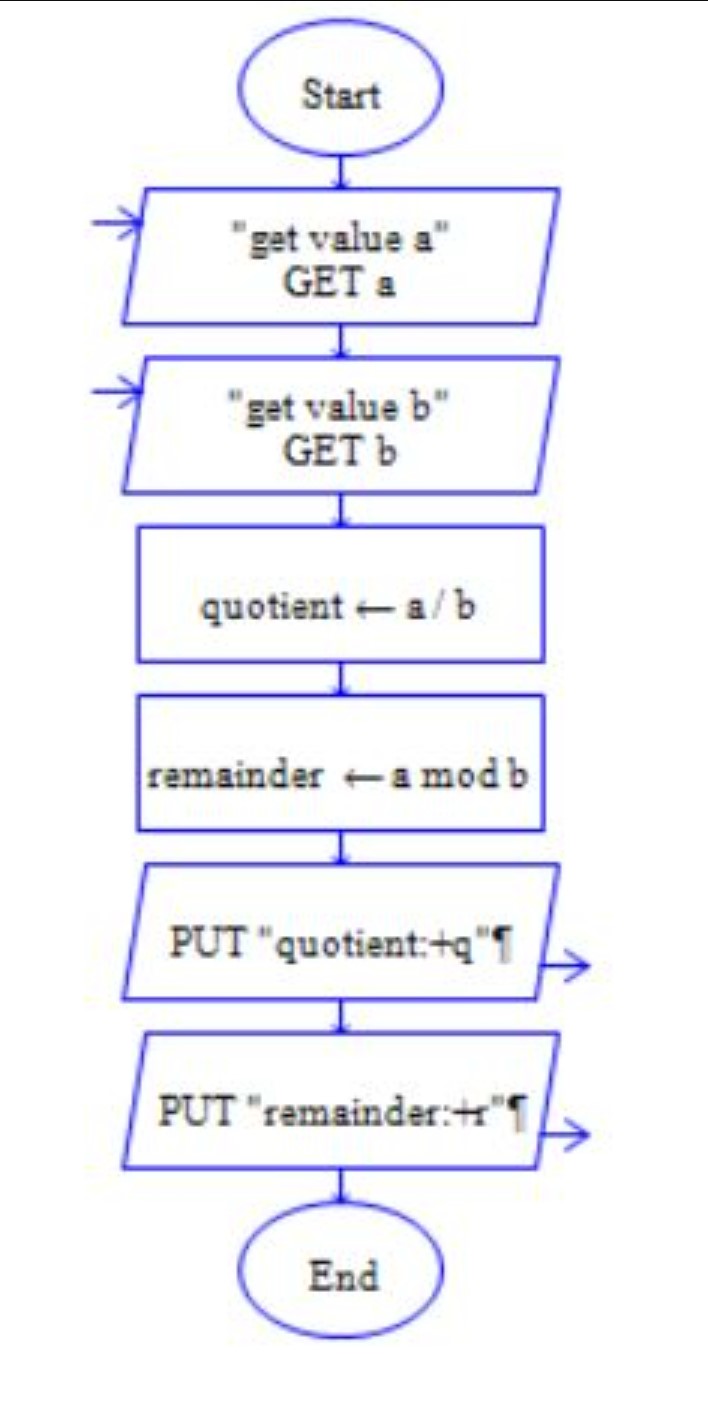 Start
"get value a"
GET a
"get value b"
GET b
quotient ← a / b
remainder ← a mod b
PUT "quotient:+q"¶
PUT "remainder:+r"¶
End